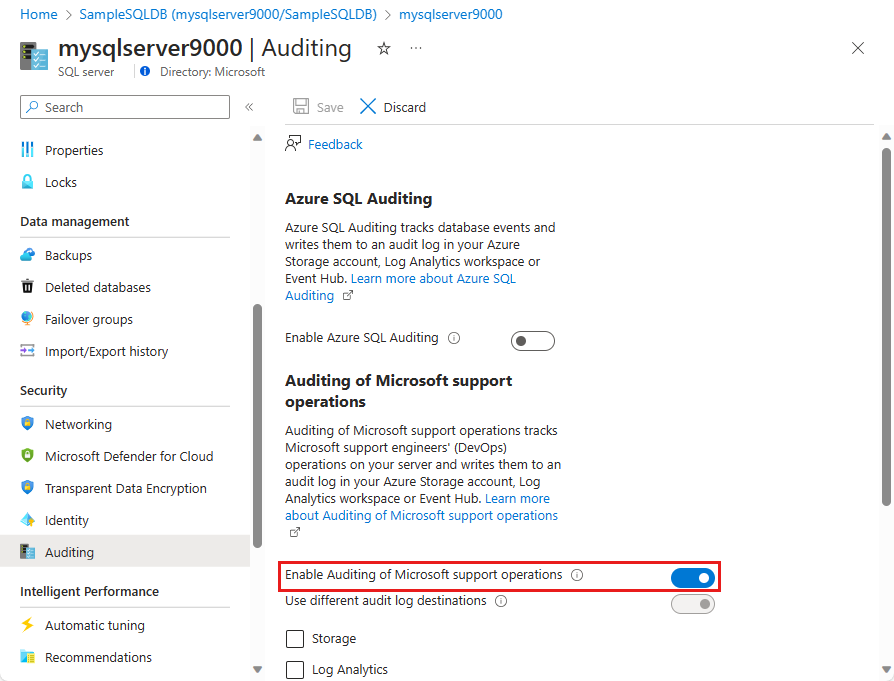 Home > SampleSQLDB (mysqlserver9000/SampleSQLDB) > mysqlserver9000
mysqlserver9000 | Auditing
SQL server
Directory: Microsoft
Search
Properties
Locks
Data management
Backups
Deleted databases
Failover groups
Import/Export history
Security
Networking
Microsoft Defender for Cloud
Transparent Data Encryption
Identity
Auditing
Intelligent Performance
Automatic tuning
Recommendations
Save
Discard
Feedback
Azure SQL Auditing
Azure SQL Auditing tracks database events and
writes them to an audit log in your Azure
Storage account, Log Analytics workspace or
Event Hub. Learn more about Azure SQL
Auditing
Enable Azure SQL Auditing
Auditing of Microsoft support
operations
Auditing of Microsoft support operations tracks
Microsoft support engineers' (DevOps)
operations on your server and writes them to an
audit log in your Azure Storage account, Log
Analytics workspace or Event Hub. Learn more
about Auditing of Microsoft support operations
Enable Auditing of Microsoft support operations
Use different audit log destinations
Storage
Log Analytics